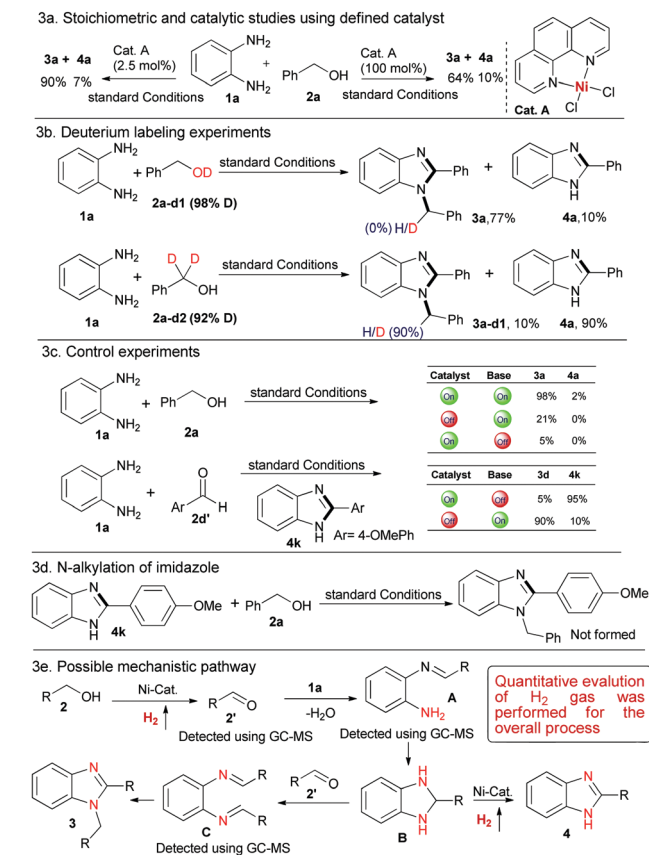 3a. Stoichiometric and catalytic studies using defined catalyst
3a + 4a
90% 7%
Cat. A
(2.5 mol%)
standard Conditions
NH2
NH2
1a
+
Ph OH
2a
Cat. A
(100 mol%)
standard Conditions
3a + 4a
64% 10%
N
N
Ni
Cl
Cl
Cat. A
3b. Deuterium labeling experiments
NH2
NH2
1a
+
Ph OD
2a-d1 (98% D)
standard Conditions
N
Ph
N
Ph
(0%) H/D
3a,77%
+
N
Ph
N
H
4a,10%
NH2
NH2
1a
+
D D
Ph OH
2a-d2 (92% D)
standard Conditions
N
Ph
N
Ph
H/D (90%)
3a-d1, 10%
+
N
Ph
N
H
4a, 90%
3c. Control experiments
NH2
NH2
1a
+
Ph OH
2a
standard Conditions
Catalyst Base 3a 4a
On On 98% 2%
Off On 21% 0%
On Off 5% 0%
NH2
NH2
1a
+
O
Ar H
2d'
standard Conditions
N
Ar
N
H
4k
Ar= 4-OMePh
Catalyst Base 3d 4k
On Off 5% 95%
Off On 90% 10%
3d. N-alkylation of imidazole
N
OMe
N
H
4k
+
Ph OH
2a
standard Conditions
N
OMe
N
Ph
Not formed
3e. Possible mechanistic pathway
R OH
2
Ni-Cat.
H2
R O
2'
Detected using GC-MS
1a
-H2O
N R
NH2
A
Detected using GC-MS
Quantitative evalution
of H2 gas was
performed for the
overall process
N
R
N
R
3
N R
N R
C
Detected using GC-MS
2'
R O
H
N
R
N
H
B
Ni-Cat.
H2
N
R
N
H
4